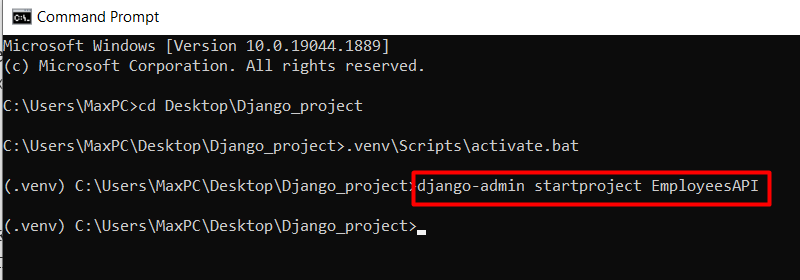 Command Prompt
Microsoft Windows [Version 10.0.19044.1889]
(c) Microsoft Corporation. All rights reserved.
C:\Users\MaxPC>cd Desktop\Django_project
C:\Users\MaxPC\Desktop\Django_project>.venv\Scripts\activate.bat
(.venv) C:\Users\MaxPC\Desktop\Django_project>django-admin startproject EmployeesAPI
(.venv) C:\Users\MaxPC\Desktop\Django_project>